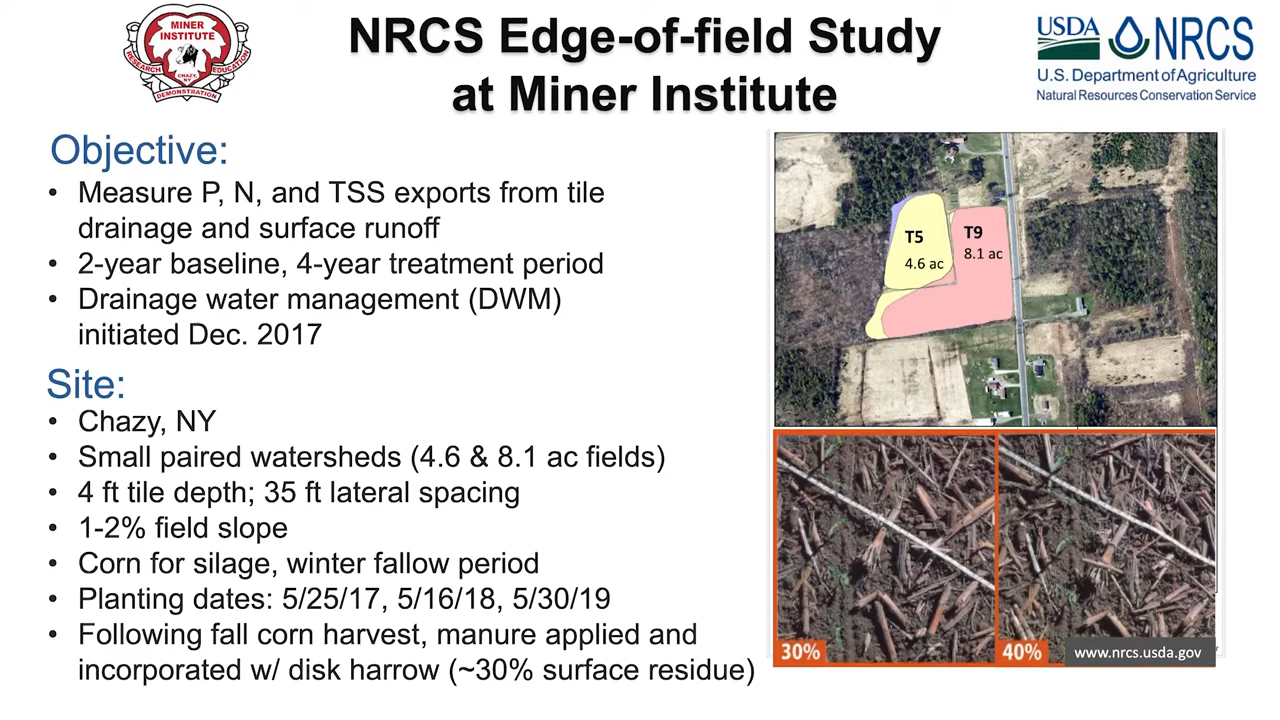 MINER
INSTITUTE
RESEARCH
EDUCATION
CHAZY,
NY
DEMONSTRATION
NRCS Edge-of-field Study
at Miner Institute
USDA NRCS
U.S. Department of Agriculture
Natural Resources Conservation Service
Objective:
• Measure P, N, and TSS exports from tile
drainage and surface runoff
• 2-year baseline, 4-year treatment period
• Drainage water management (DWM)
initiated Dec. 2017
Site:
• Chazy, NY
• Small paired watersheds (4.6 & 8.1 ac fields)
• 4 ft tile depth; 35 ft lateral spacing
• 1-2% field slope
• Corn for silage, winter fallow period
• Planting dates: 5/25/17, 5/16/18, 5/30/19
• Following fall corn harvest, manure applied and
incorporated w/ disk harrow (~30% surface residue)
T5
4.6 ac
T9
8.1 ac
30%
40%
www.nrcs.usda.gov